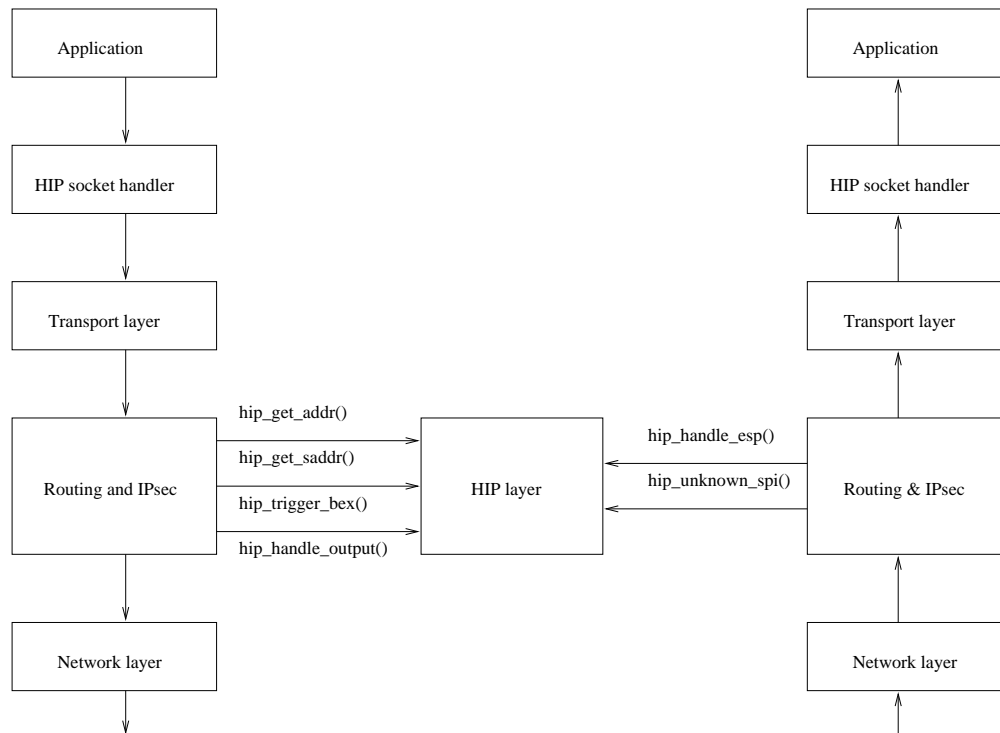 Application
Application
HIP socket handler
HIP socket handler
Transport layer
Transport layer
hip_get_addr()
hip_get_saddr()
hip_trigger_bex()
hip_handle_output()
Routing and IPsec
HIP layer
hip_handle_esp()
hip_unknown_spi()
Routing & IPsec
Network layer
Network layer